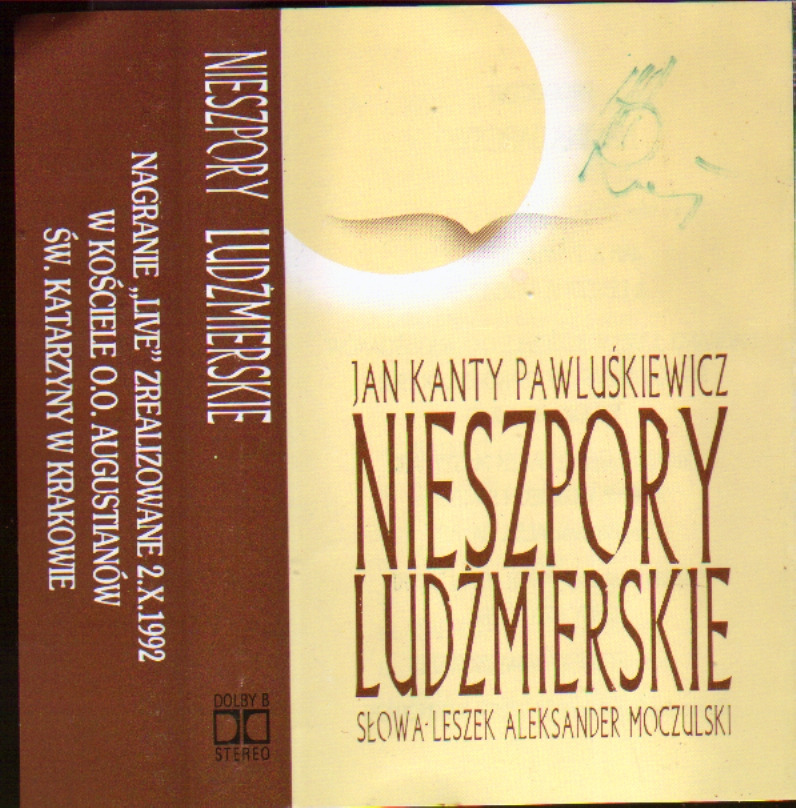 NIESZPORY LUDŹMIERSKIE
NAGRANIE „LIVE” ZREALIZOWANE 2.X.1992
W KOŚCIELE O.O. AUGUSTIANÓW
ŚW. KATARZYNY W KRAKOWIE
DOLBY B
STEREO
JAN KANTY PAWLUŚKIEWICZ
NIESZPORY
LUDŹMIERSKIE
SŁOWA·LESZEK ALEKSANDER MOCZULSKI